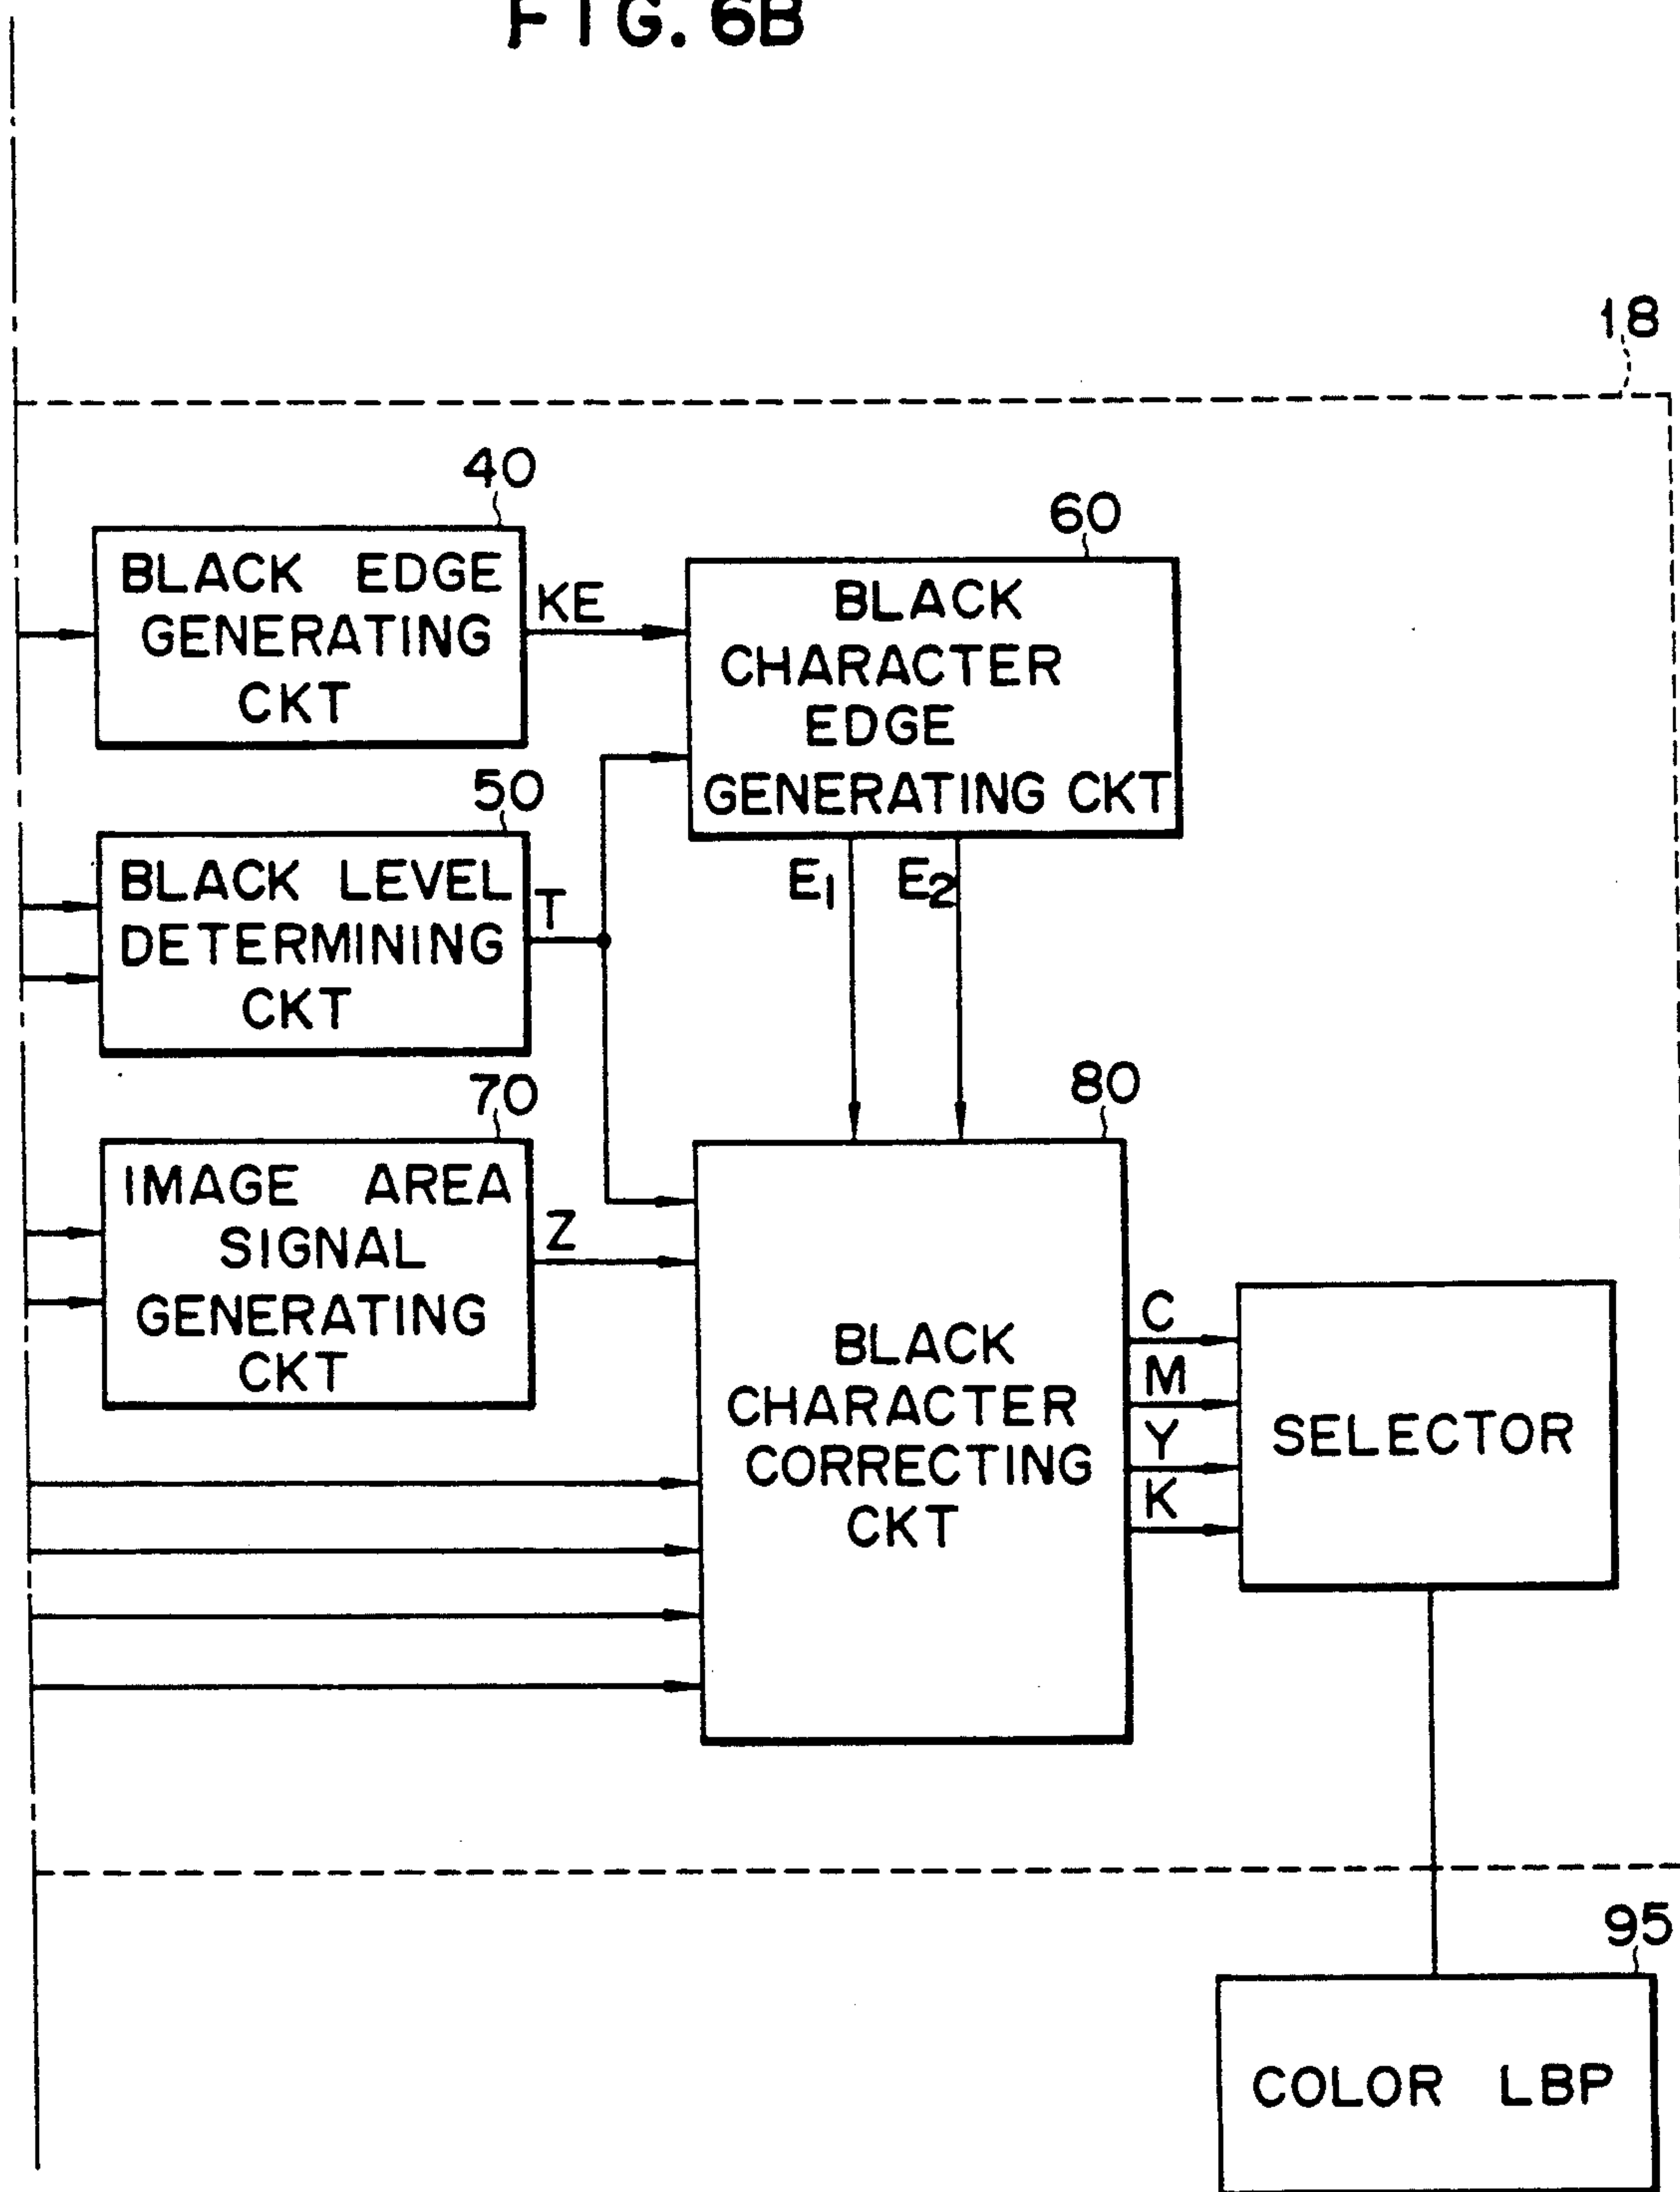 FIG. 6B
18
40
BLACK EDGE
GENERATING
CKT
KE
60
BLACK
CHARACTER
EDGE
GENERATING CKT
50
BLACK LEVEL
DETERMINING
CKT
T
E1
E2
70
IMAGE AREA
SIGNAL
GENERATING
CKT
Z
80
BLACK
CHARACTER
CORRECTING
CKT
C
M
Y
K
SELECTOR
95
COLOR LBP